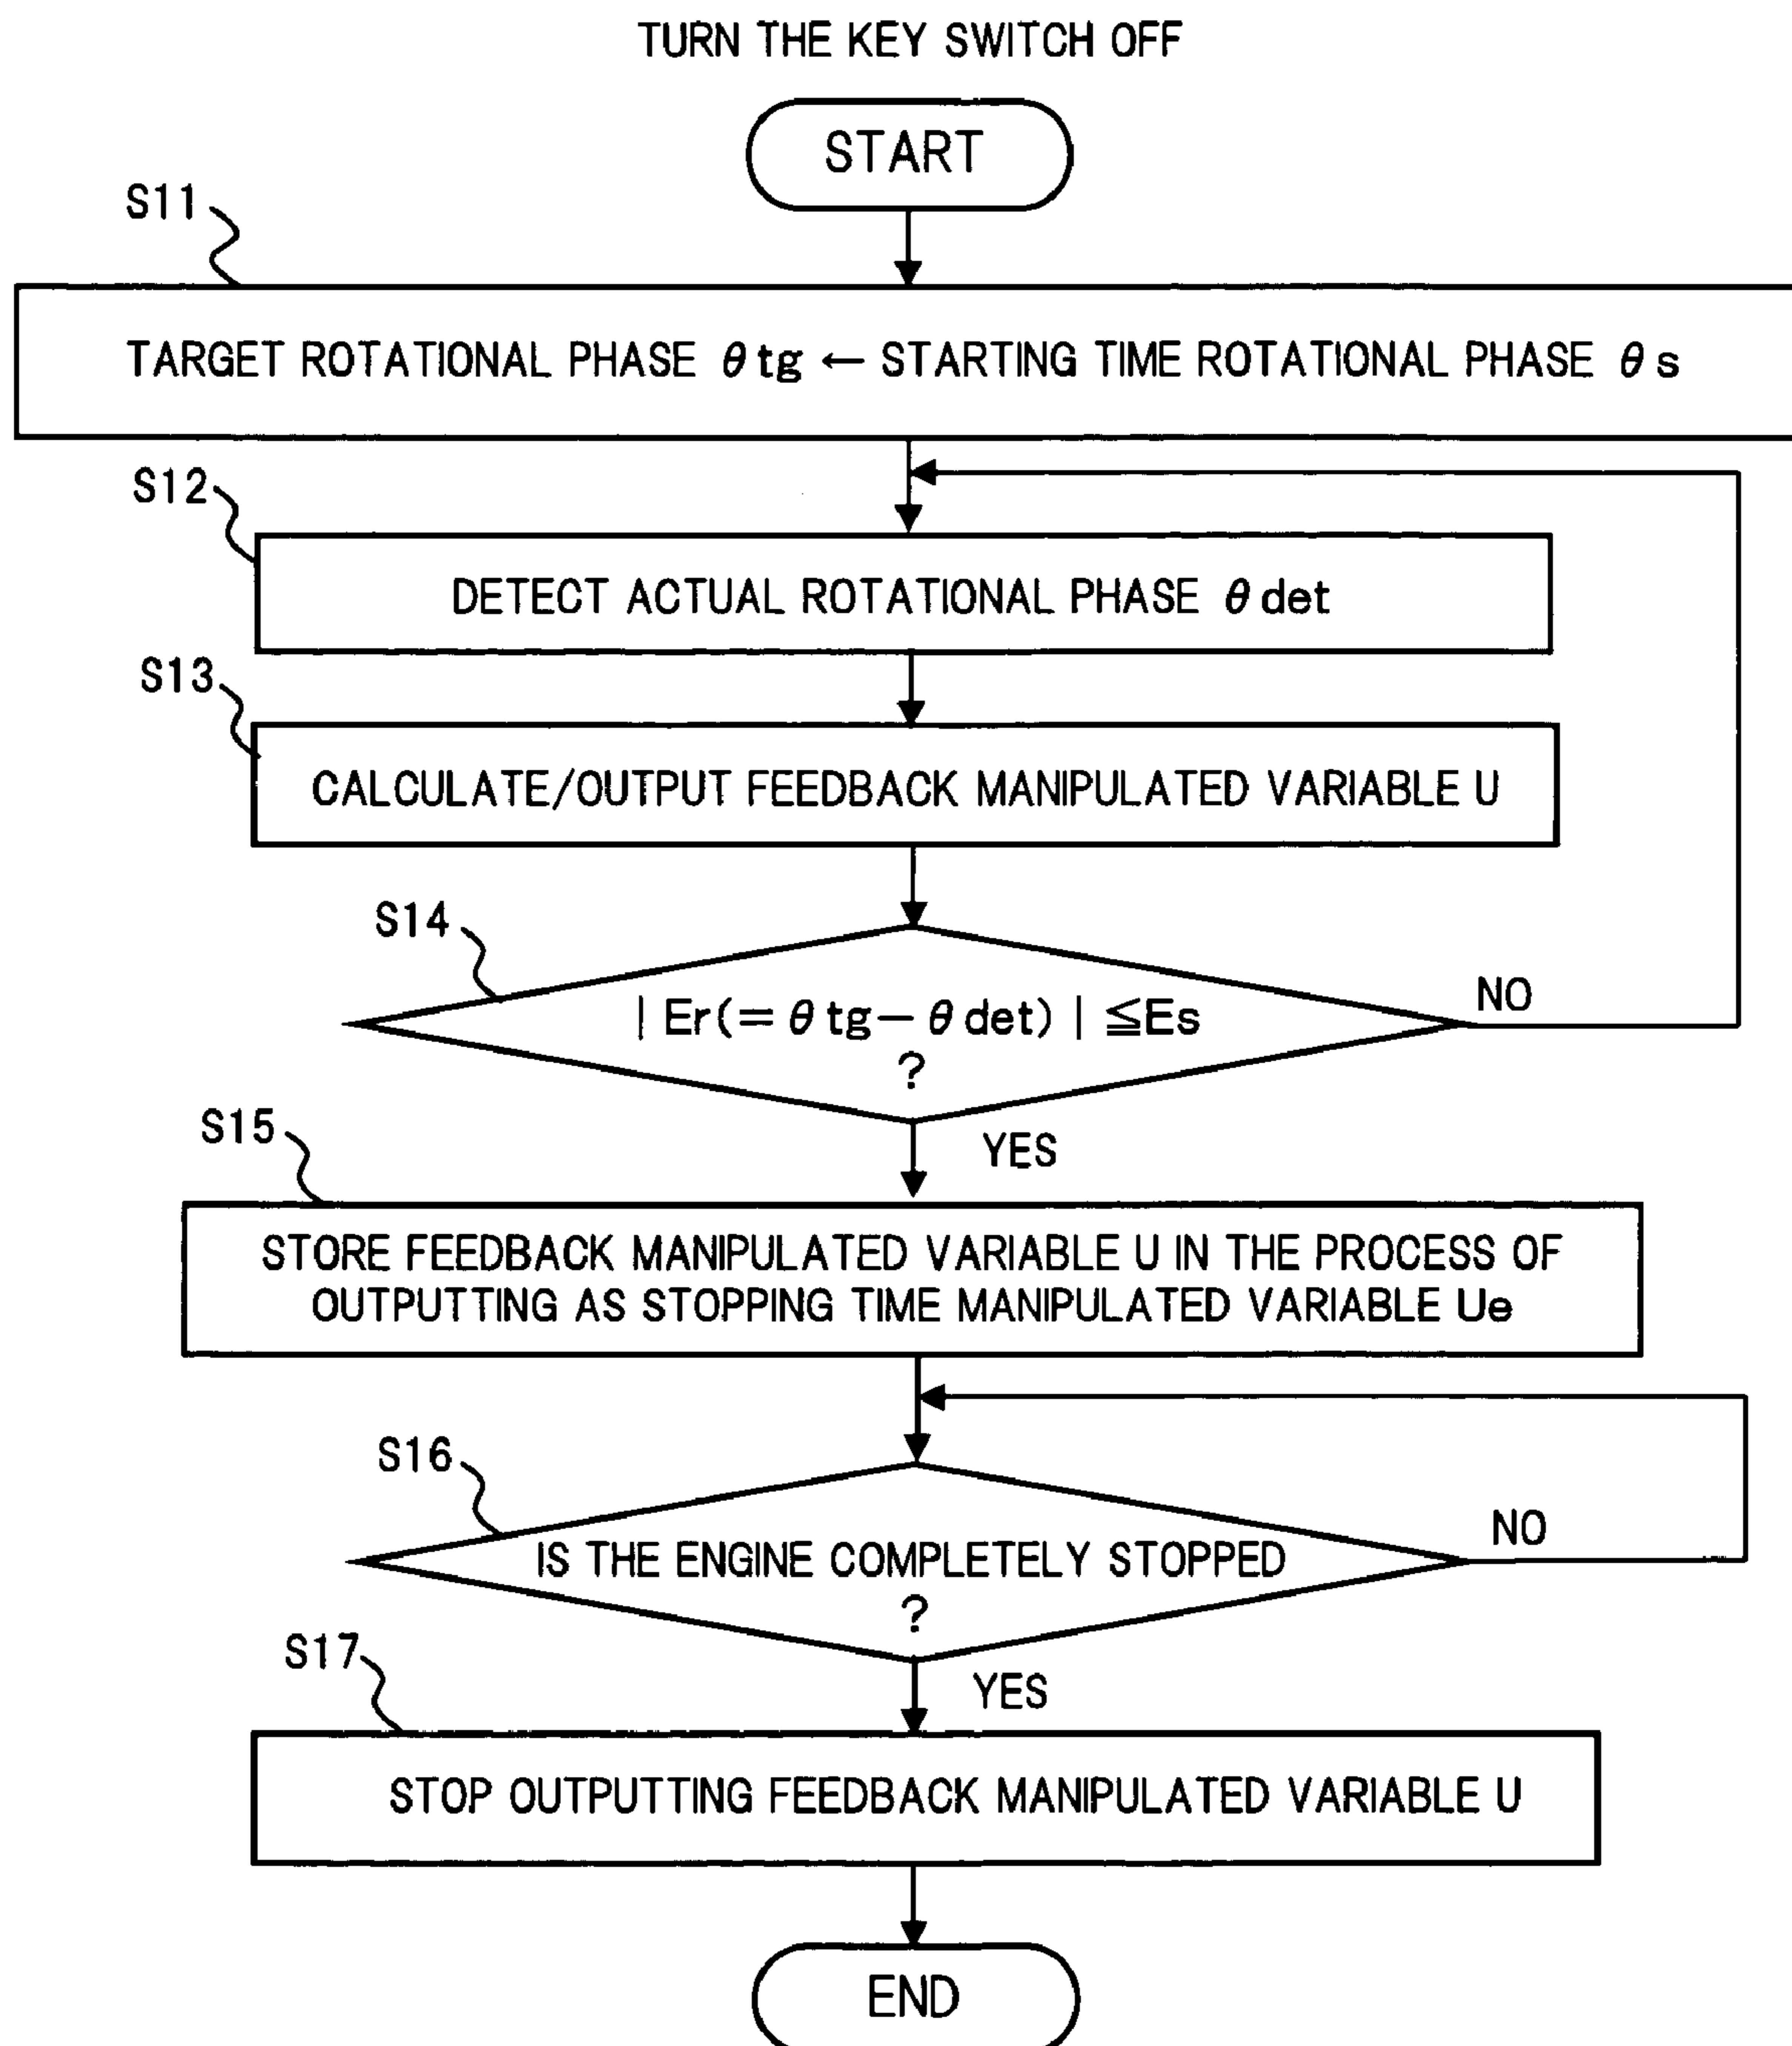 TURN THE KEY SWITCH OFF
START
S11
TARGET ROTATIONAL PHASE θtg ← STARTING TIME ROTATIONAL PHASE θs
S12
DETECT ACTUAL ROTATIONAL PHASE θdet
S13
CALCULATE/OUTPUT FEEDBACK MANIPULATED VARIABLE U
S14
| Er(= θtg− θdet) | ≦Es
?
NO
YES
S15
STORE FEEDBACK MANIPULATED VARIABLE U IN THE PROCESS OF
OUTPUTTING AS STOPPING TIME MANIPULATED VARIABLE Ue
S16
IS THE ENGINE COMPLETELY STOPPED
?
NO
YES
S17
STOP OUTPUTTING FEEDBACK MANIPULATED VARIABLE U
END